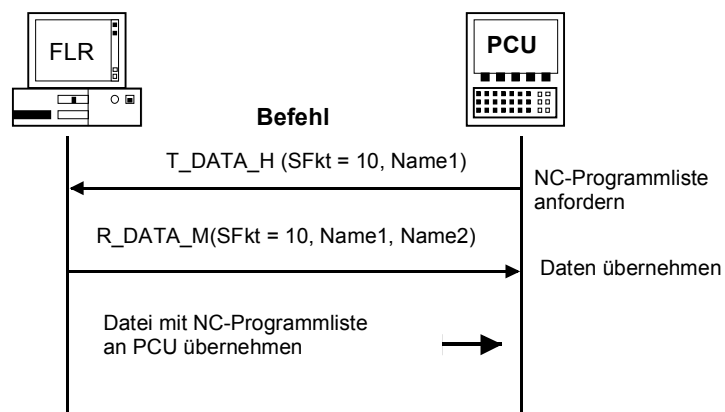 FLR
PCU
Befehl
T_DATA_H (SFkt = 10, Name1)
NC-Programmliste
anfordern
R_DATA_M(SFkt = 10, Name1, Name2)
Daten übernehmen
Datei mit NC-Programmliste
an PCU übernehmen